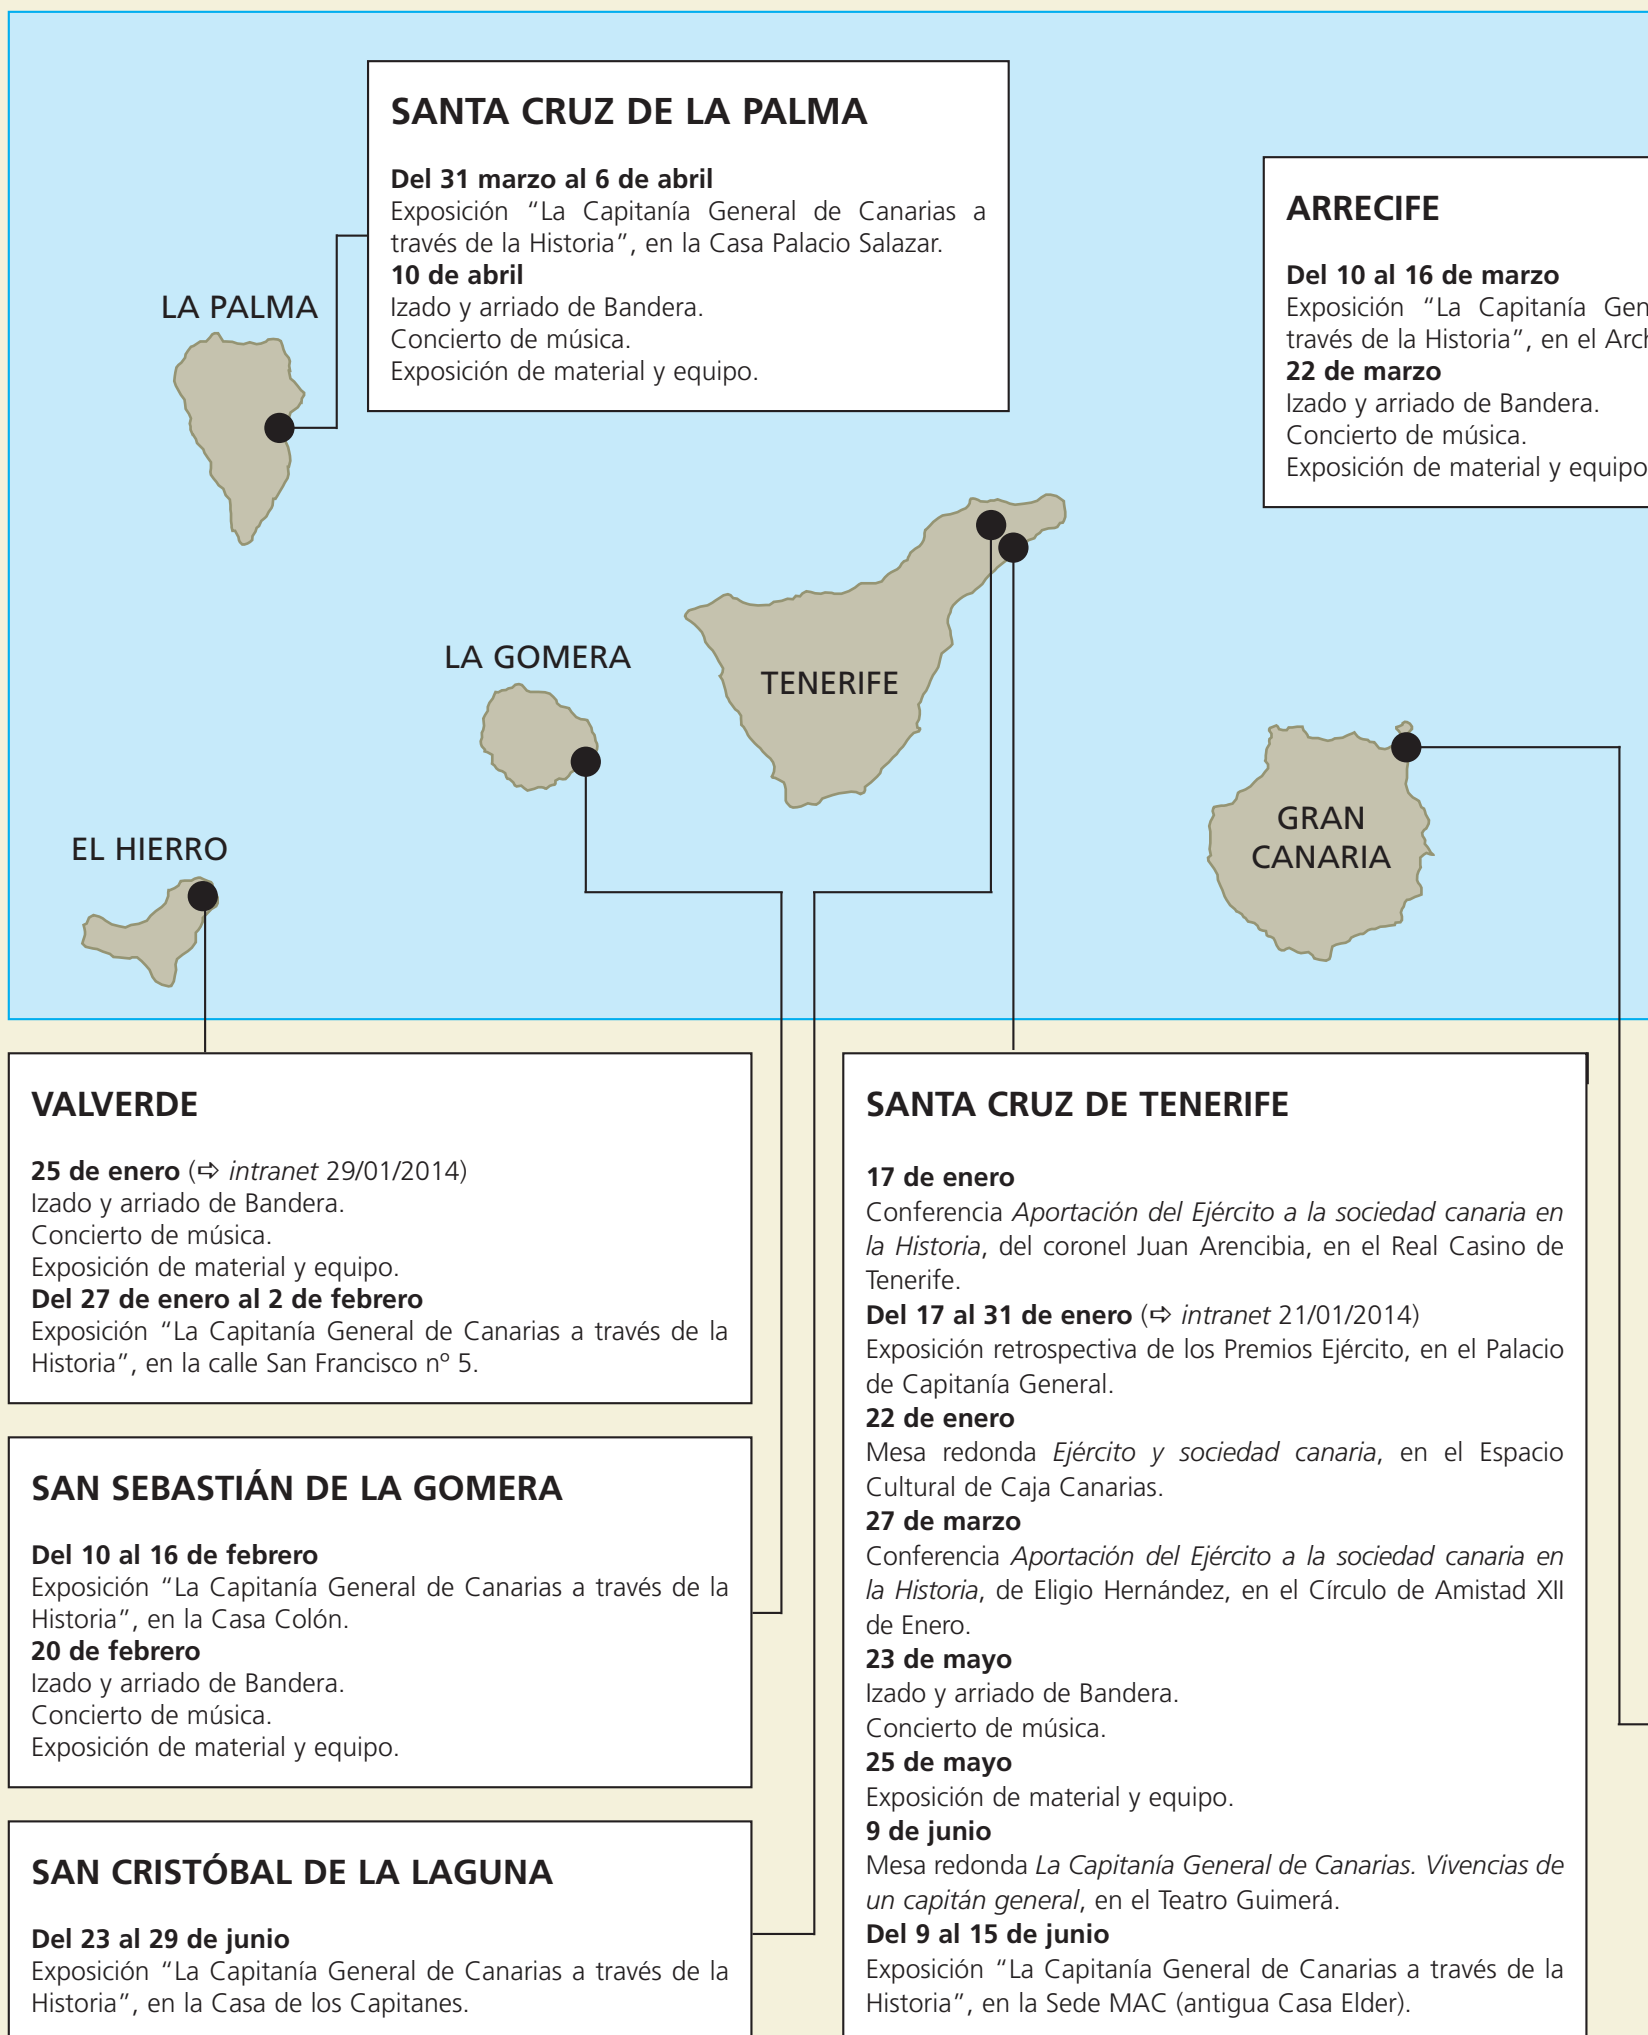 SANTA CRUZ DE LA PALMA
Del 31 marzo al 6 de abril
Exposición “La Capitanía General de Canarias a
través de la Historia”, en la Casa Palacio Salazar.
10 de abril
Izado y arriado de Bandera.
Concierto de música.
Exposición de material y equipo.
ARRECIFE
Del 10 al 16 de marzo
Exposición “La Capitanía
través de la Historia”, en el
22 de marzo
Izado y arriado de Bandera.
Concierto de música.
Exposición de material y equipo
LA PALMA
LA GOMERA
TENERIFE
GRAN
CANARIA
EL HIERRO
VALVERDE
25 de enero (⇨ intranet 29/01/2014)
Izado y arriado de Bandera.
Concierto de música.
Exposición de material y equipo.
Del 27 de enero al 2 de febrero
Exposición “La Capitanía General de Canarias a través de la
Historia”, en la calle San Francisco nº 5.
SAN SEBASTIÁN DE LA GOMERA
Del 10 al 16 de febrero
Exposición “La Capitanía General de Canarias a través de la
Historia”, en la Casa Colón.
20 de febrero
Izado y arriado de Bandera.
Concierto de música.
Exposición de material y equipo.
SAN CRISTÓBAL DE LA LAGUNA
Del 23 al 29 de junio
Exposición “La Capitanía General de Canarias a través de la
Historia”, en la Casa de los Capitanes.
SANTA CRUZ DE TENERIFE
17 de enero
Conferencia Aportación del Ejército a la sociedad canaria en
la Historia, del coronel Juan Arencibia, en el Real Casino de
Tenerife.
Del 17 al 31 de enero (⇨ intranet 21/01/2014)
Exposición retrospectiva de los Premios Ejército, en el Palacio
de Capitanía General.
22 de enero
Mesa redonda Ejército y sociedad canaria, en el Espacio
Cultural de Caja Canarias.
27 de marzo
Conferencia Aportación del Ejército a la sociedad canaria en
la Historia, de Eligio Hernández, en el Círculo de Amistad XII
de Enero.
23 de mayo
Izado y arriado de Bandera.
Concierto de música.
25 de mayo
Exposición de material y equipo.
9 de junio
Mesa redonda La Capitanía General de Canarias. Vivencias de
un capitán general, en el Teatro Guimerá.
Del 9 al 15 de junio
Exposición “La Capitanía General de Canarias a través de la
Historia”, en la Sede MAC (antigua Casa Elder).